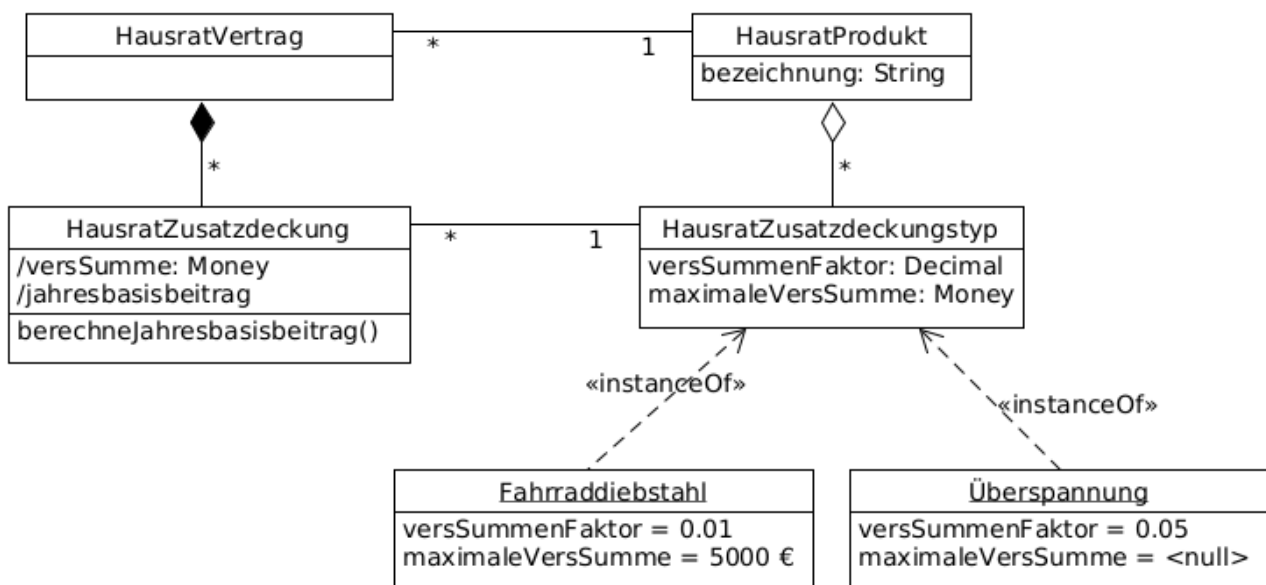 HausratVertrag
* 1
HausratProdukt
bezeichnung: String
*
*
HausratZusatzdeckung
/versSumme: Money
/jahresbasisbeitrag
berechneJahresbasisbeitrag()
* 1
HausratZusatzdeckungstyp
versSummenFaktor: Decimal
maximaleVersSumme: Money
«instanceOf»
«instanceOf»
Fahrraddiebstahl
versSummenFaktor = 0.01
maximaleVersSumme = 5000 €
Überspannung
versSummenFaktor = 0.05
maximaleVersSumme = <null>